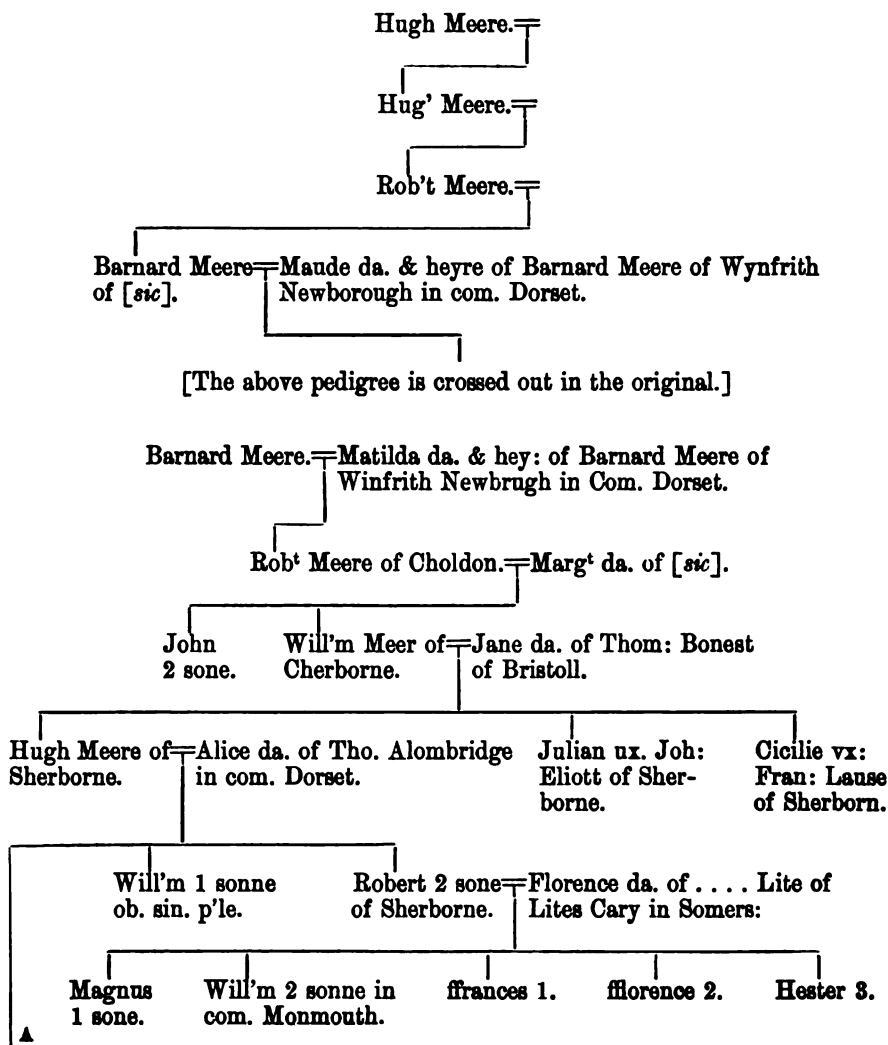 Hugh Meere.
Hug' Meere.
Rob't Meere.
Barnard Meere
of [sic].
Maude da. & heyre of Barnard Meere of Wynfrith
Newborough in com. Dorset.
[The above pedigree is crossed out in the original.]
Barnard Meere.
Matilda da. & hey: of Barnard Meere of
Winfrith Newbrugh in Com. Dorset.
Robᵗ Meere of Choldon.
Margᵗ da. of [sic].
John
2 sone.
Will'm Meer of
Cherborne.
Jane da. of Thom: Bonest
of Bristoll.
Hugh Meere of
Sherborne.
Alice da. of Tho. Alombridge
in com. Dorset.
Julian ux. Joh:
Eliott of Sher-
borne.
Cicilie vx:
Fran: Lause
of Sherborn.
Will'm 1 sonne
ob. sin. p'le.
Robert 2 sone
of Sherborne.
Florence da. of .... Lite of
Lites Cary in Somers:
Magnus
1 sone.
Will'm 2 sonne in
com. Monmouth.
ffrances 1.
fflorence 2.
Hester 3.
A